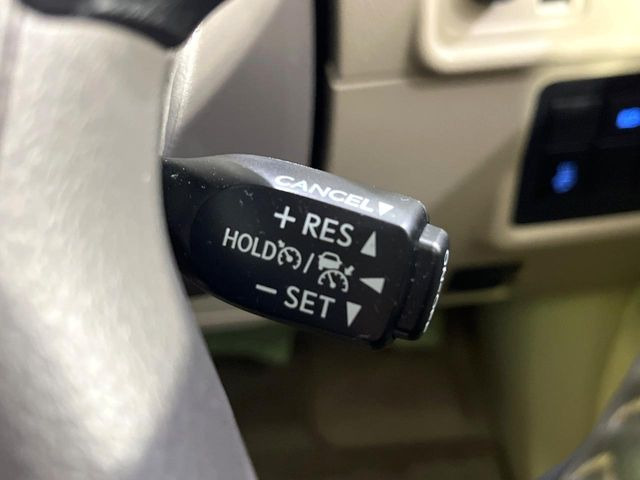 CANCEL▼
+ RES ▲
HOLD / ◀
− SET ▼